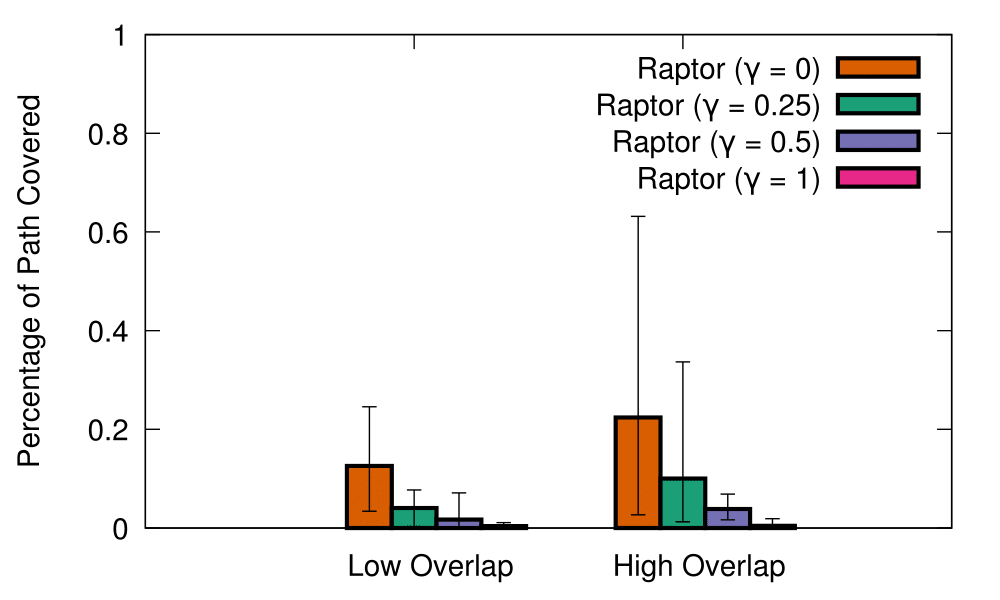 Percentage of Path Covered
1
0.8
0.6
0.4
0.2
0
Raptor (γ = 0)
Raptor (γ = 0.25)
Raptor (γ = 0.5)
Raptor (γ = 1)
Low Overlap
High Overlap